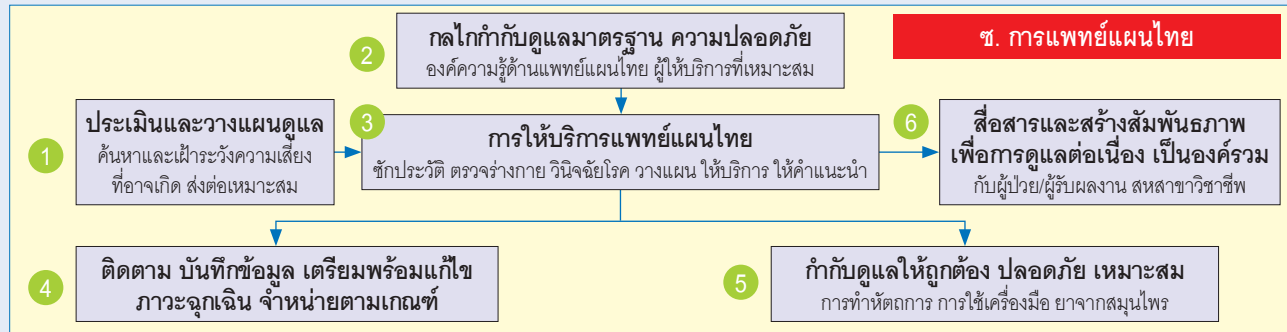 ซ. การแพทย์แผนไทย
2
กลไกกำกับดูแลมาตรฐาน ความปลอดภัย
องค์ความรู้ด้านแพทย์แผนไทย ผู้ให้บริการที่เหมาะสม
1
ประเมินและวางแผนดูแล
ค้นหาและเฝ้าระวังความเสี่ยง
ที่อาจเกิด ส่งต่อเหมาะสม
3
การให้บริการแพทย์แผนไทย
ซักประวัติ ตรวจร่างกาย วินิจฉัยโรค วางแผน ให้บริการ ให้คำแนะนำ
6
สื่อสารและสร้างสัมพันธภาพ
เพื่อการดูแลต่อเนื่อง เป็นองค์รวม
กับผู้ป่วย/ผู้รับผลงาน สหสาขาวิชาชีพ
4
ติดตาม บันทึกข้อมูล เตรียมพร้อมแก้ไข
ภาวะฉุกเฉิน จำหน่ายตามเกณฑ์
5
กำกับดูแลให้ถูกต้อง ปลอดภัย เหมาะสม
การทำหัตถการ การใช้เครื่องมือ ยาจากสมุนไพร